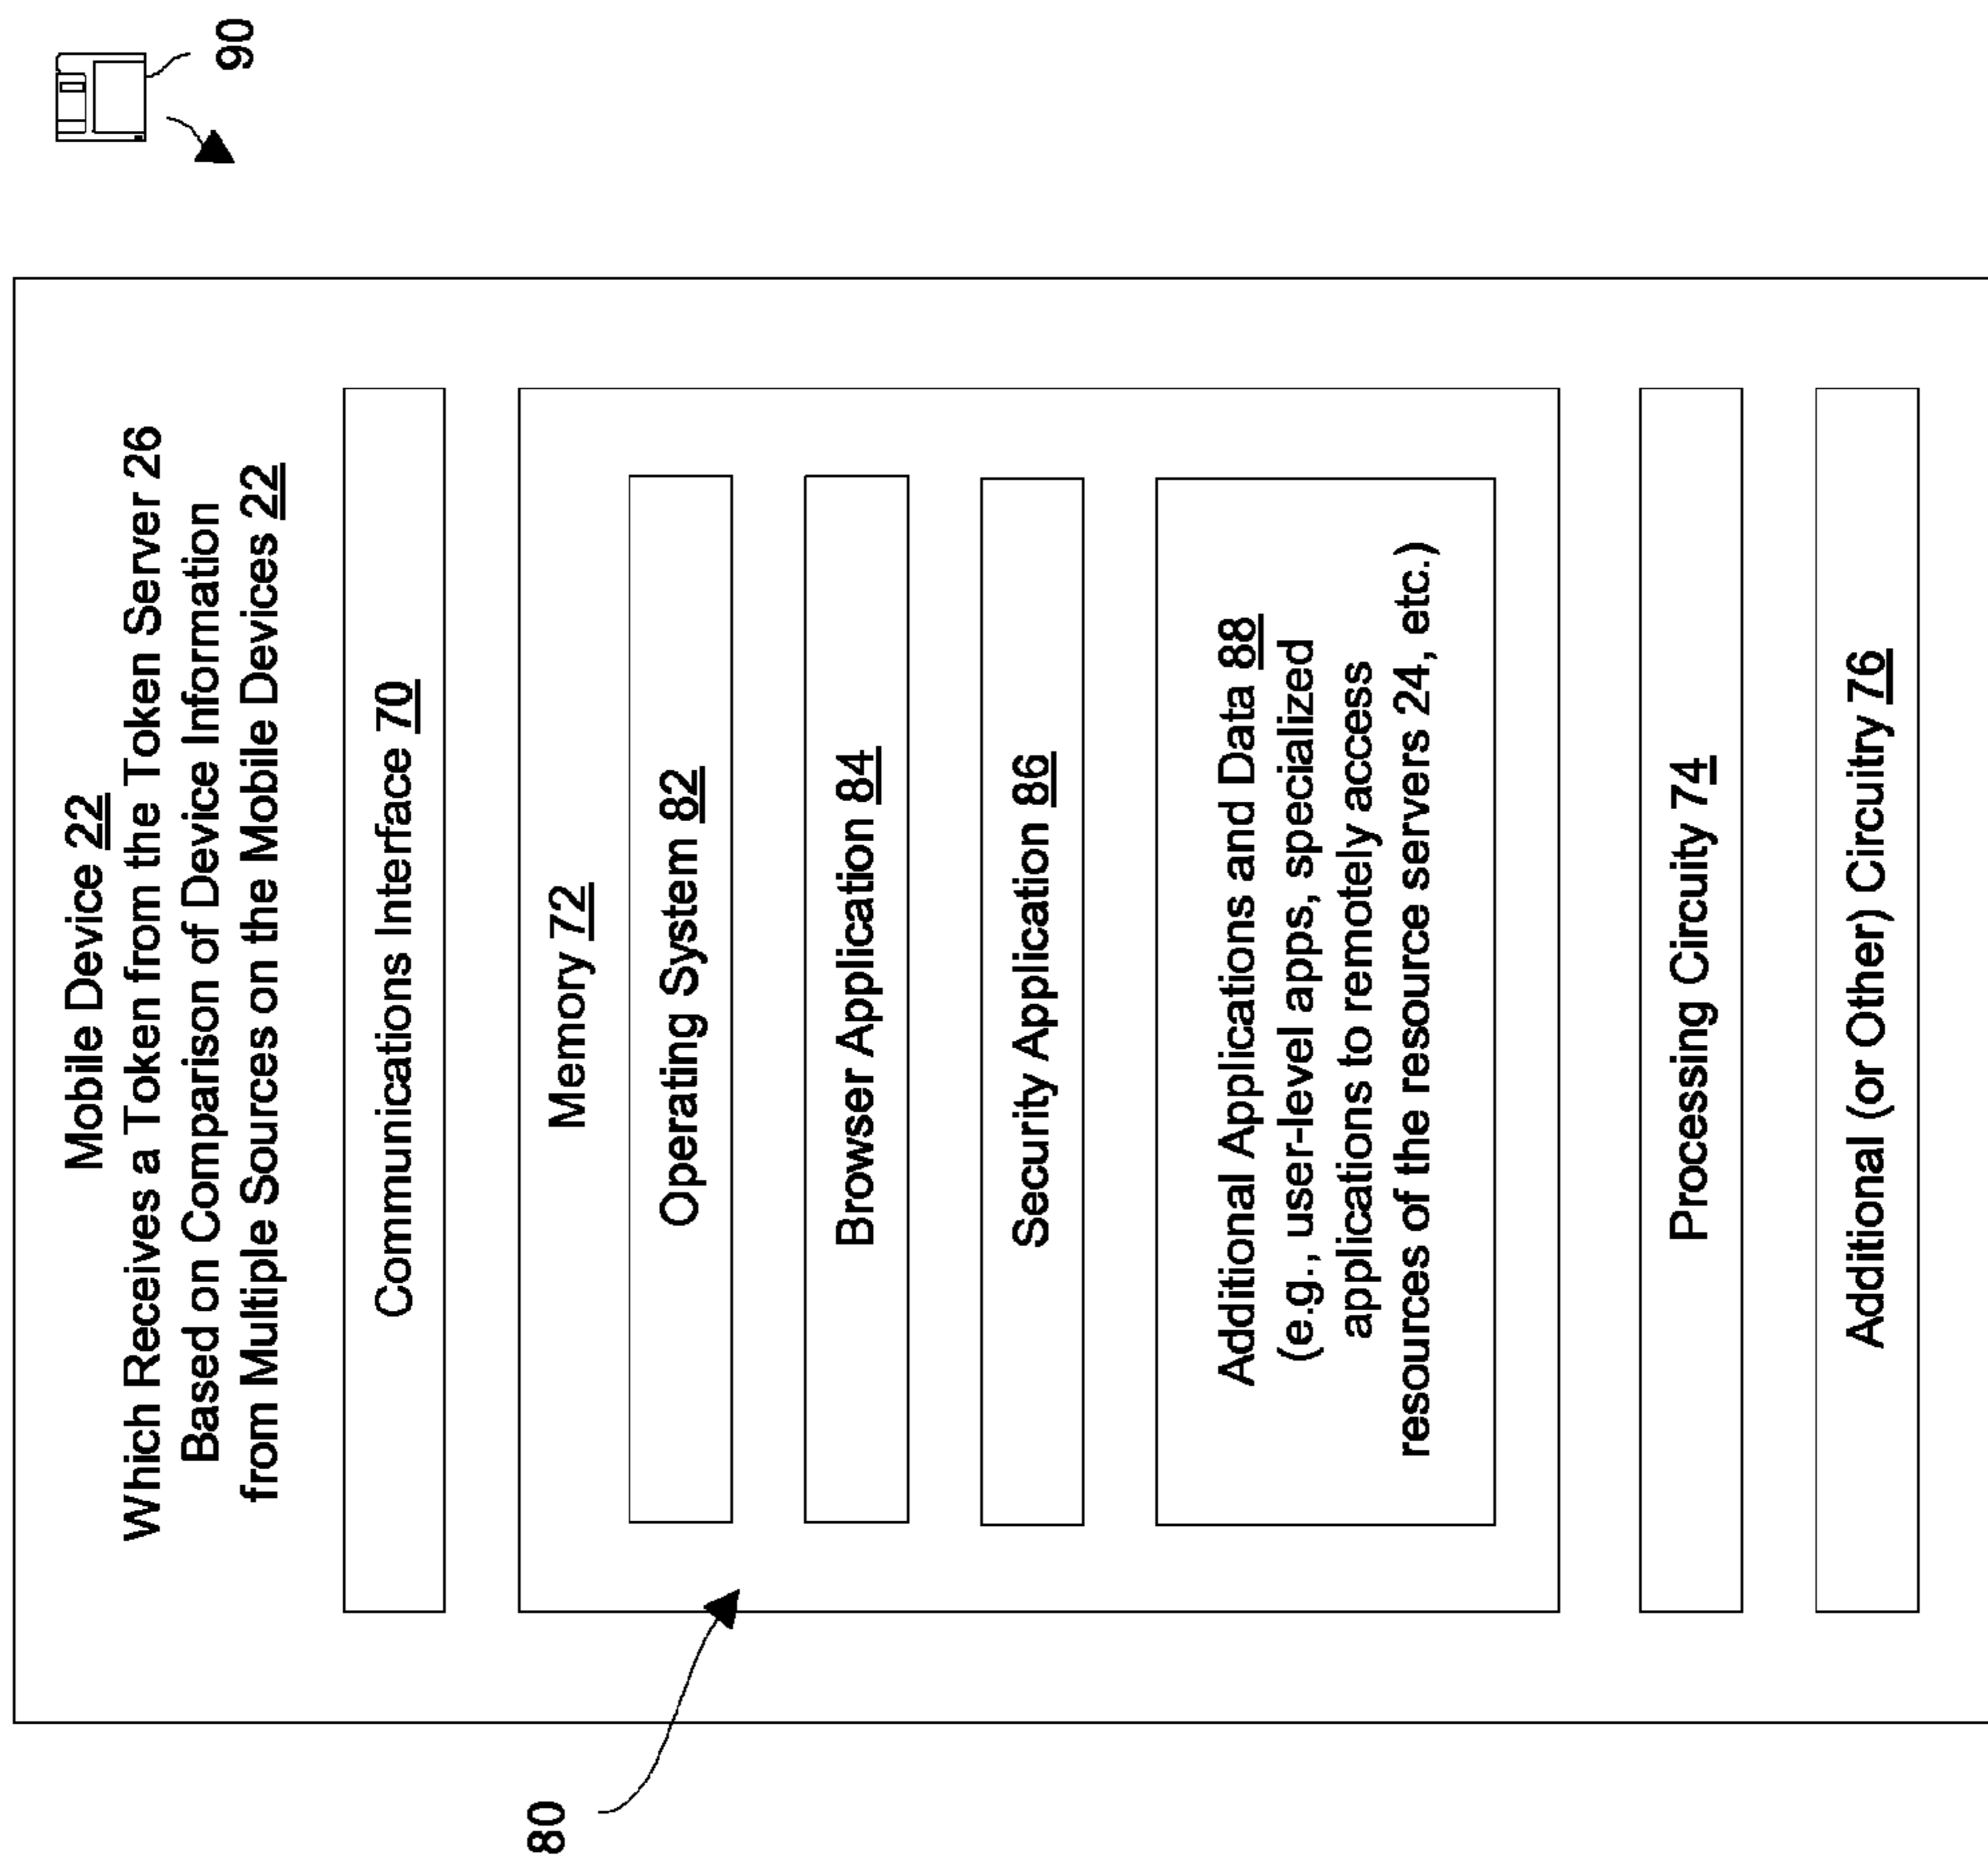 90
Mobile Device 22
Which Receives a Token from the Token Server 26
Based on Comparison of Device Information
from Multiple Sources on the Mobile Devices 22
Communications Interface 70
80
Memory 72
Operating System 82
Browser Application 84
Security Application 86
Additional Applications and Data 88
(e.g., user-level apps, specialized
applications to remotely access
resources of the resource servers 24, etc.)
Processing Circuity 74
Additional (or Other) Circuitry 76